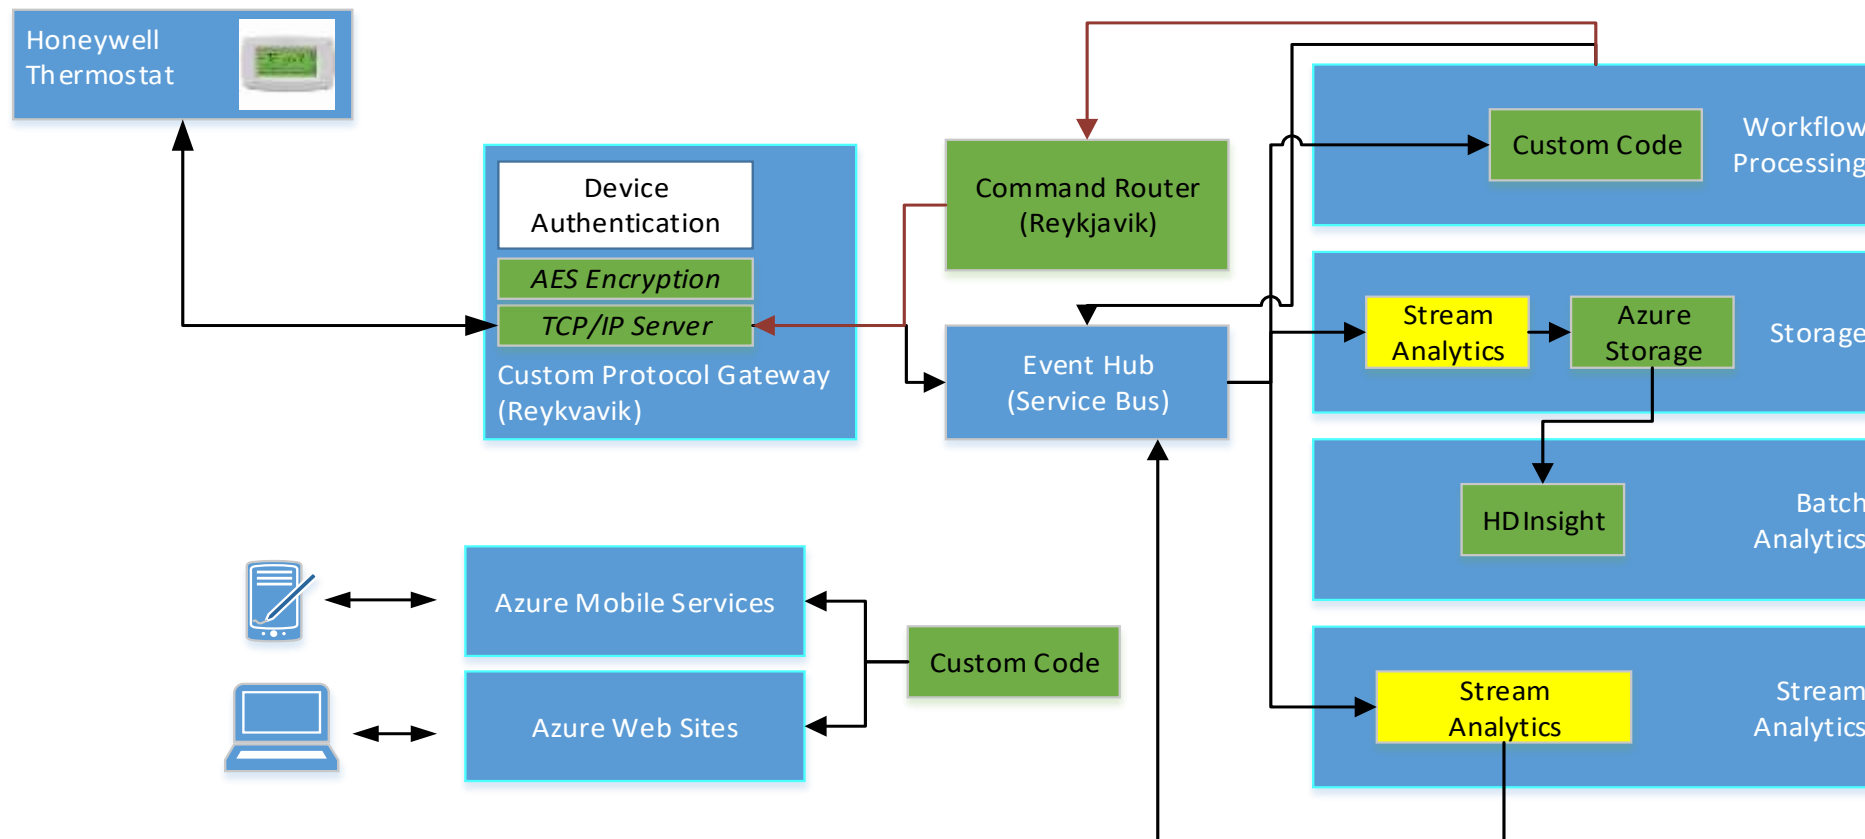 Honeywell
Thermostat
Device
Authentication
AES Encryption
TCP/IP Server
Custom Protocol Gateway
(Reykvavik)
Command Router
(Reykjavik)
Event Hub
(Service Bus)
Custom Code
Workflow
Processing
Stream
Analytics
Azure
Storage
Storage
HDInsight
Batch
Analytics
Stream
Analytics
Stream
Analytics
Azure Mobile Services
Azure Web Sites
Custom Code